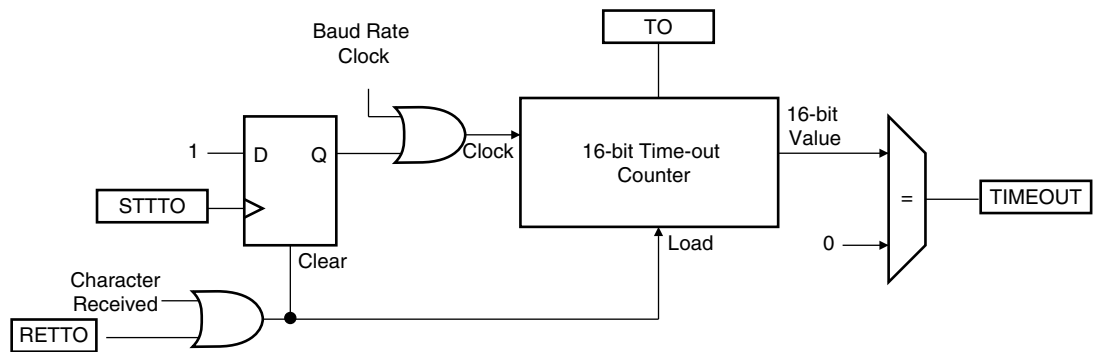 TO
Baud Rate
Clock
16-bit
Value
1
D
Q
Clock
16-bit Time-out
Counter
STTTO
TIMEOUT
=
0
Load
Clear
Character
Received
RETTO